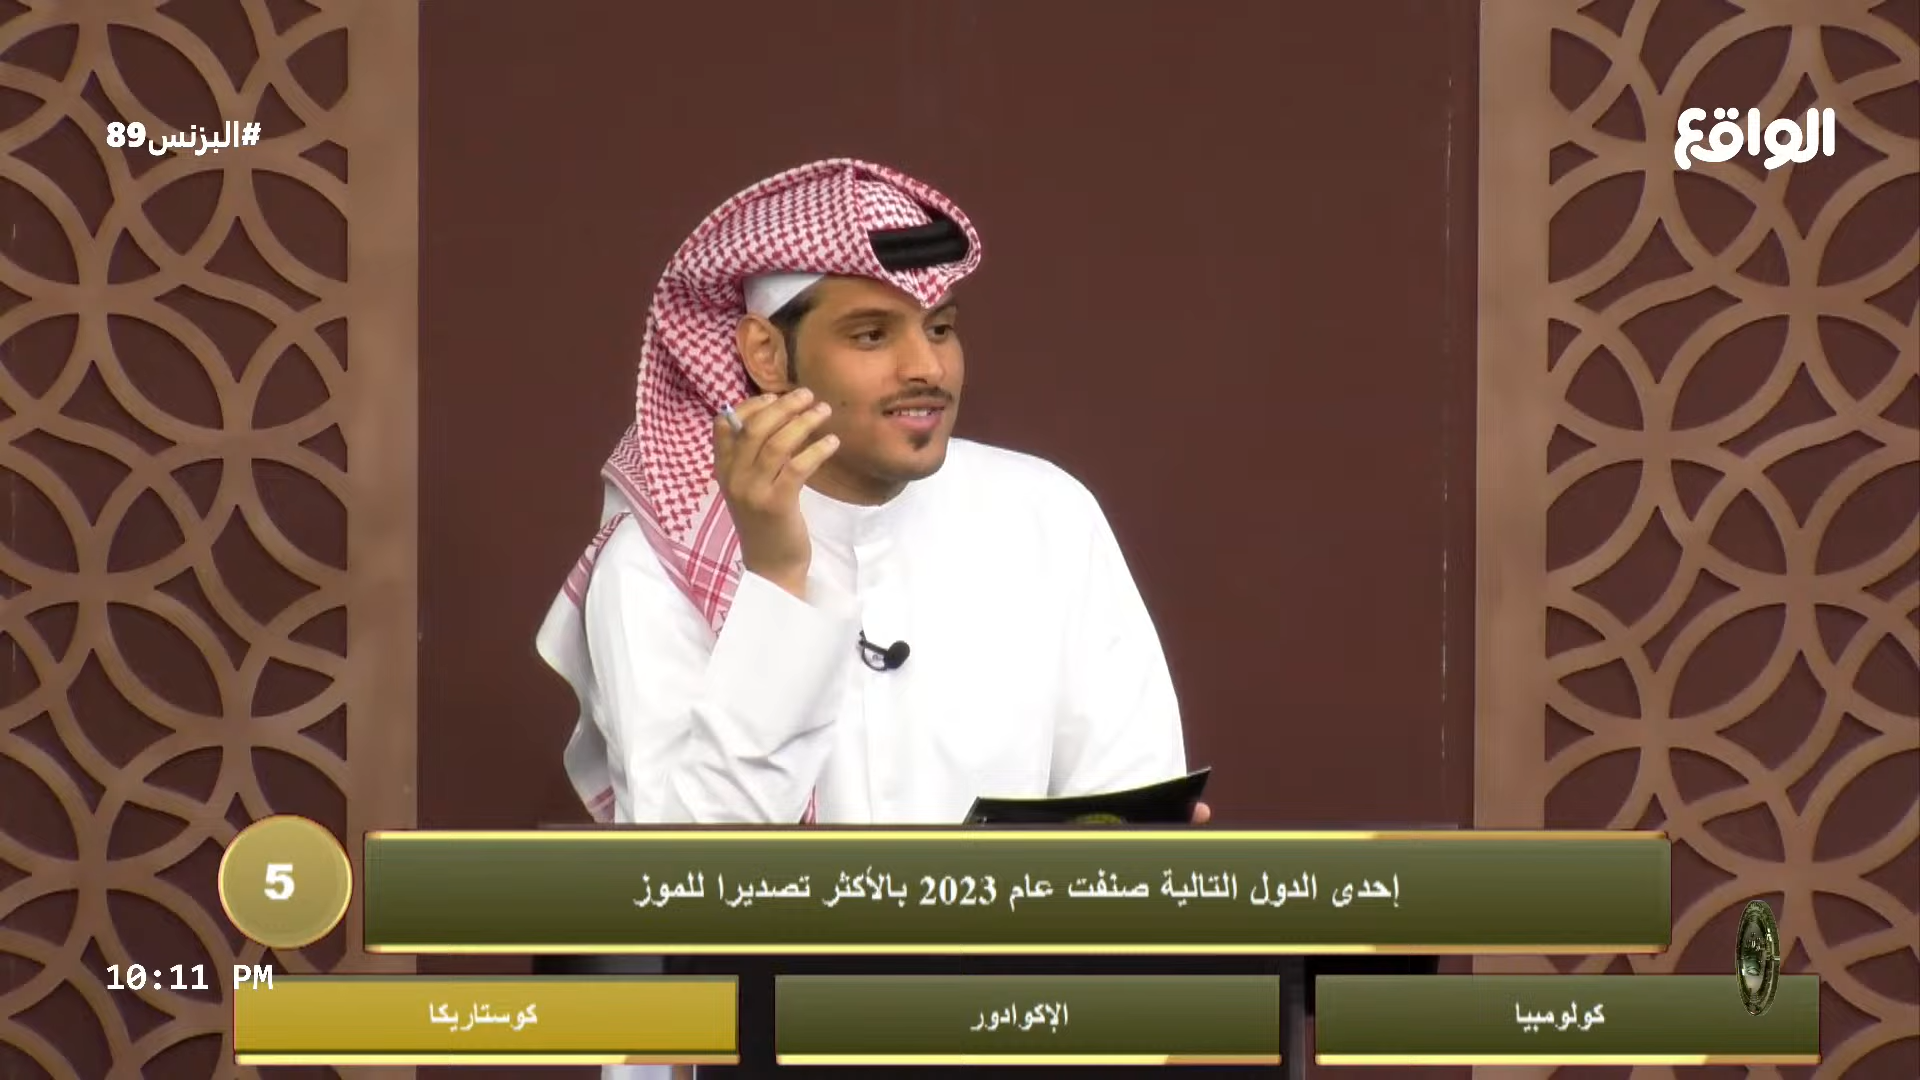 الواقع
#البزنس89
إحدى الدول التالية صنفت عام 2023 بالأكثر تصديرا للموز
5
10:11 PM
كولومبيا
الإكوادور
كوستاريكا